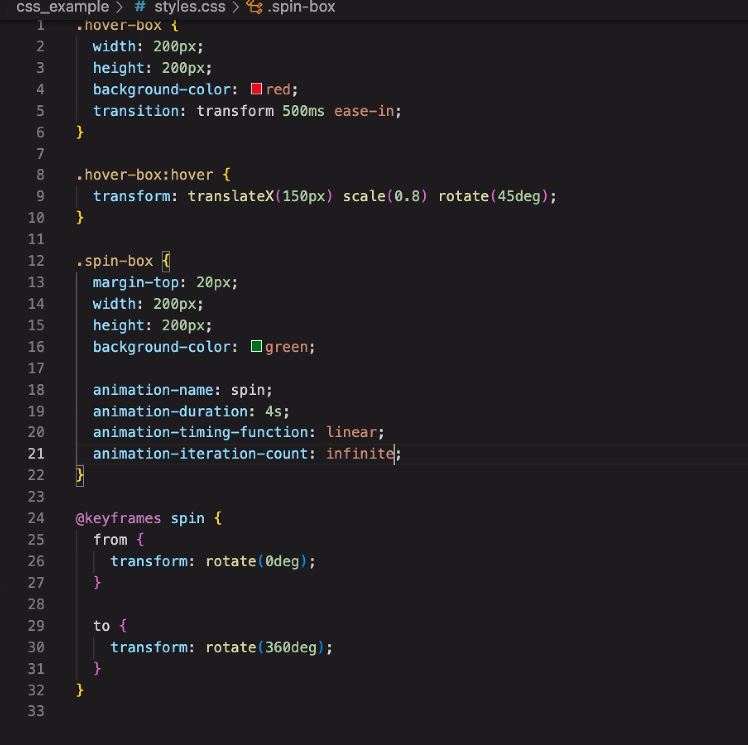 css_example > # styles.css > .spin-box
1 .hover-box {
2 width: 200px;
3 height: 200px;
4 background-color: red;
5 transition: transform 500ms ease-in;
6 }
7
8 .hover-box:hover {
9 transform: translateX(150px) scale(0.8) rotate(45deg);
10 }
11
12 .spin-box {
13 margin-top: 20px;
14 width: 200px;
15 height: 200px;
16 background-color: green;
17
18 animation-name: spin;
19 animation-duration: 4s;
20 animation-timing-function: linear;
21 animation-iteration-count: infinite;
22 }
23
24 @keyframes spin {
25 from {
26 transform: rotate(0deg);
27 }
28
29 to {
30 transform: rotate(360deg);
31 }
32 }
33